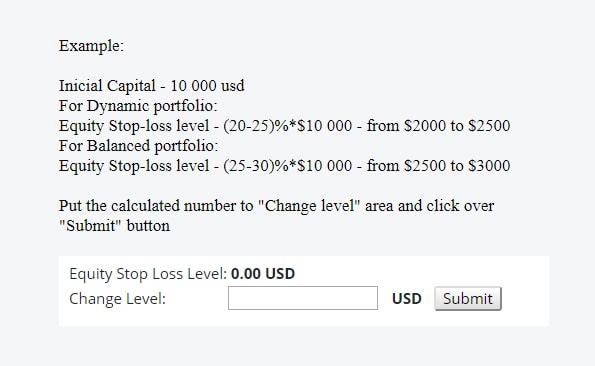 Example:
Inicial Capital - 10 000 usd
For Dynamic portfolio:
Equity Stop-loss level - (20-25)%*$10 000 - from $2000 to $2500
For Balanced portfolio:
Equity Stop-loss level - (25-30)%*$10 000 - from $2500 to $3000
Put the calculated number to "Change level" area and click over
"Submit" button
Equity Stop Loss Level: 0.00 USD
Change Level: USD Submit